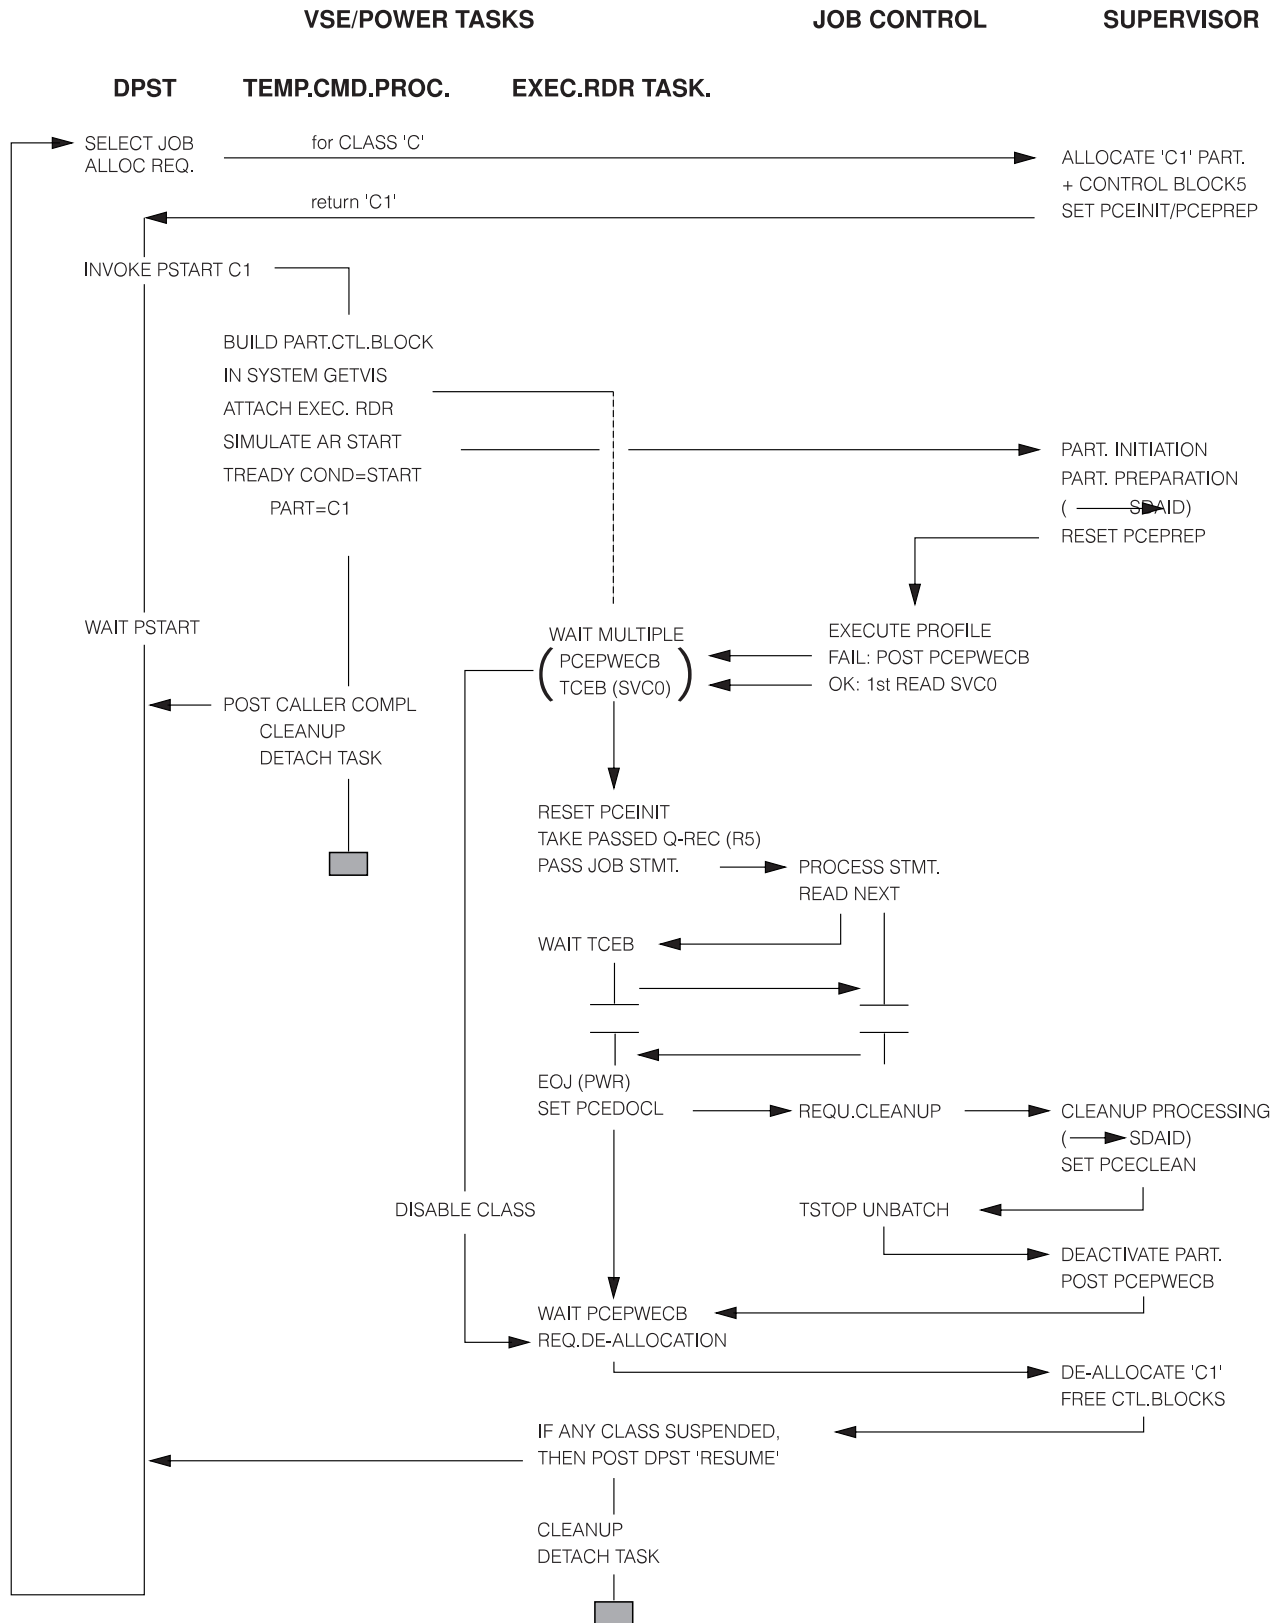 VSE/POWER TASKS JOB CONTROL SUPERVISOR
DPST TEMP.CMD.PROC. EXEC.RDR TASK.
SELECT JOB
ALLOC REQ.
for CLASS 'C'
ALLOCATE 'C1' PART.
+ CONTROL BLOCK5
SET PCEINIT/PCEPREP
return 'C1'
INVOKE PSTART C1
BUILD PART.CTL.BLOCK
IN SYSTEM GETVIS
ATTACH EXEC. RDR
SIMULATE AR START
TREADY COND=START
PART=C1
PART. INITIATION
PART. PREPARATION
( SDAID)
RESET PCEPREP
WAIT PSTART
WAIT MULTIPLE
PCEPWECB
TCEB (SVC0)
EXECUTE PROFILE
FAIL: POST PCEPWECB
OK: 1st READ SVC0
POST CALLER COMPL
CLEANUP
DETACH TASK
RESET PCEINIT
TAKE PASSED Q-REC (R5)
PASS JOB STMT.
PROCESS STMT.
READ NEXT
WAIT TCEB
EOJ (PWR)
SET PCEDOCL
REQU.CLEANUP
CLEANUP PROCESSING
( SDAID)
SET PCECLEAN
DISABLE CLASS
TSTOP UNBATCH
DEACTIVATE PART.
POST PCEPWECB
WAIT PCEPWECB
REQ.DE-ALLOCATION
DE-ALLOCATE 'C1'
FREE CTL.BLOCKS
IF ANY CLASS SUSPENDED,
THEN POST DPST 'RESUME'
CLEANUP
DETACH TASK